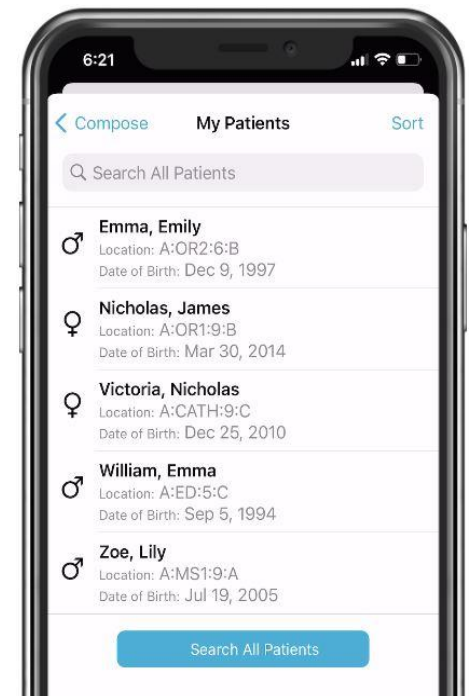 6:21
Compose My Patients Sort
Search All Patients
Emma, Emily
Location: A:OR2:6:B
Date of Birth: Dec 9, 1997
Nicholas, James
Location: A:OR1:9:B
Date of Birth: Mar 30, 2014
Victoria, Nicholas
Location: A:CATH:9:C
Date of Birth: Dec 25, 2010
William, Emma
Location: A:ED:5:C
Date of Birth: Sep 5, 1994
Zoe, Lily
Location: A:MS1:9:A
Date of Birth: Jul 19, 2005
Search All Patients